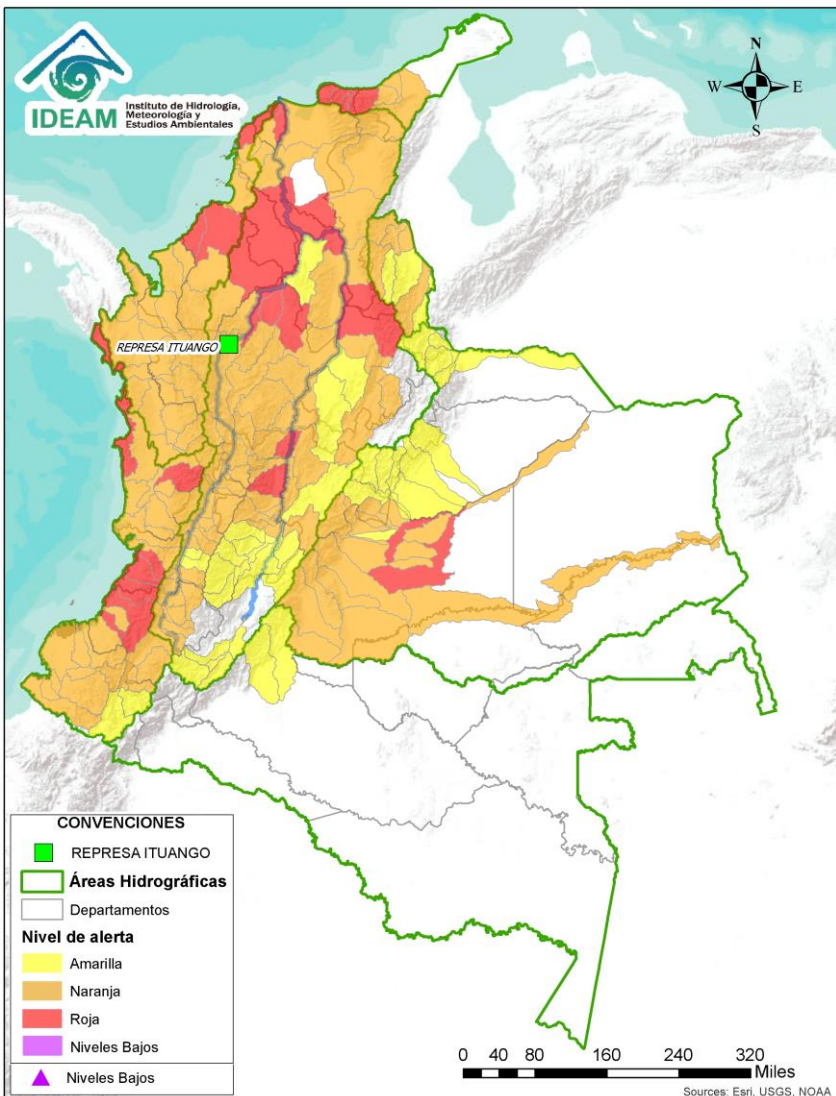 IDEAM
Instituto de Hidrología,
Meteorología y
Estudios Ambientales
N
W
E
S
REPRESA ITUANGO
CONVENCIONES
REPRESA ITUANGO
Áreas Hidrográficas
Departamentos
Nivel de alerta
Amarilla
Naranja
Roja
Niveles Bajos
Niveles Bajos
0 40 80 160 240 320
Miles
Sources: Esri, USGS, NOAA